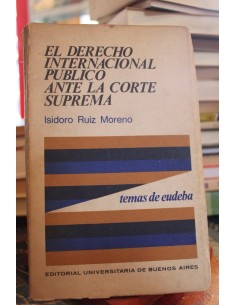 EL DERECHO
INTERNACIONAL
PUBLICO
ANTE LA CORTE
SUPREMA
Isidoro Ruiz Moreno
temas de eudeba
EDITORIAL UNIVERSITARIA DE BUENOS AIRES